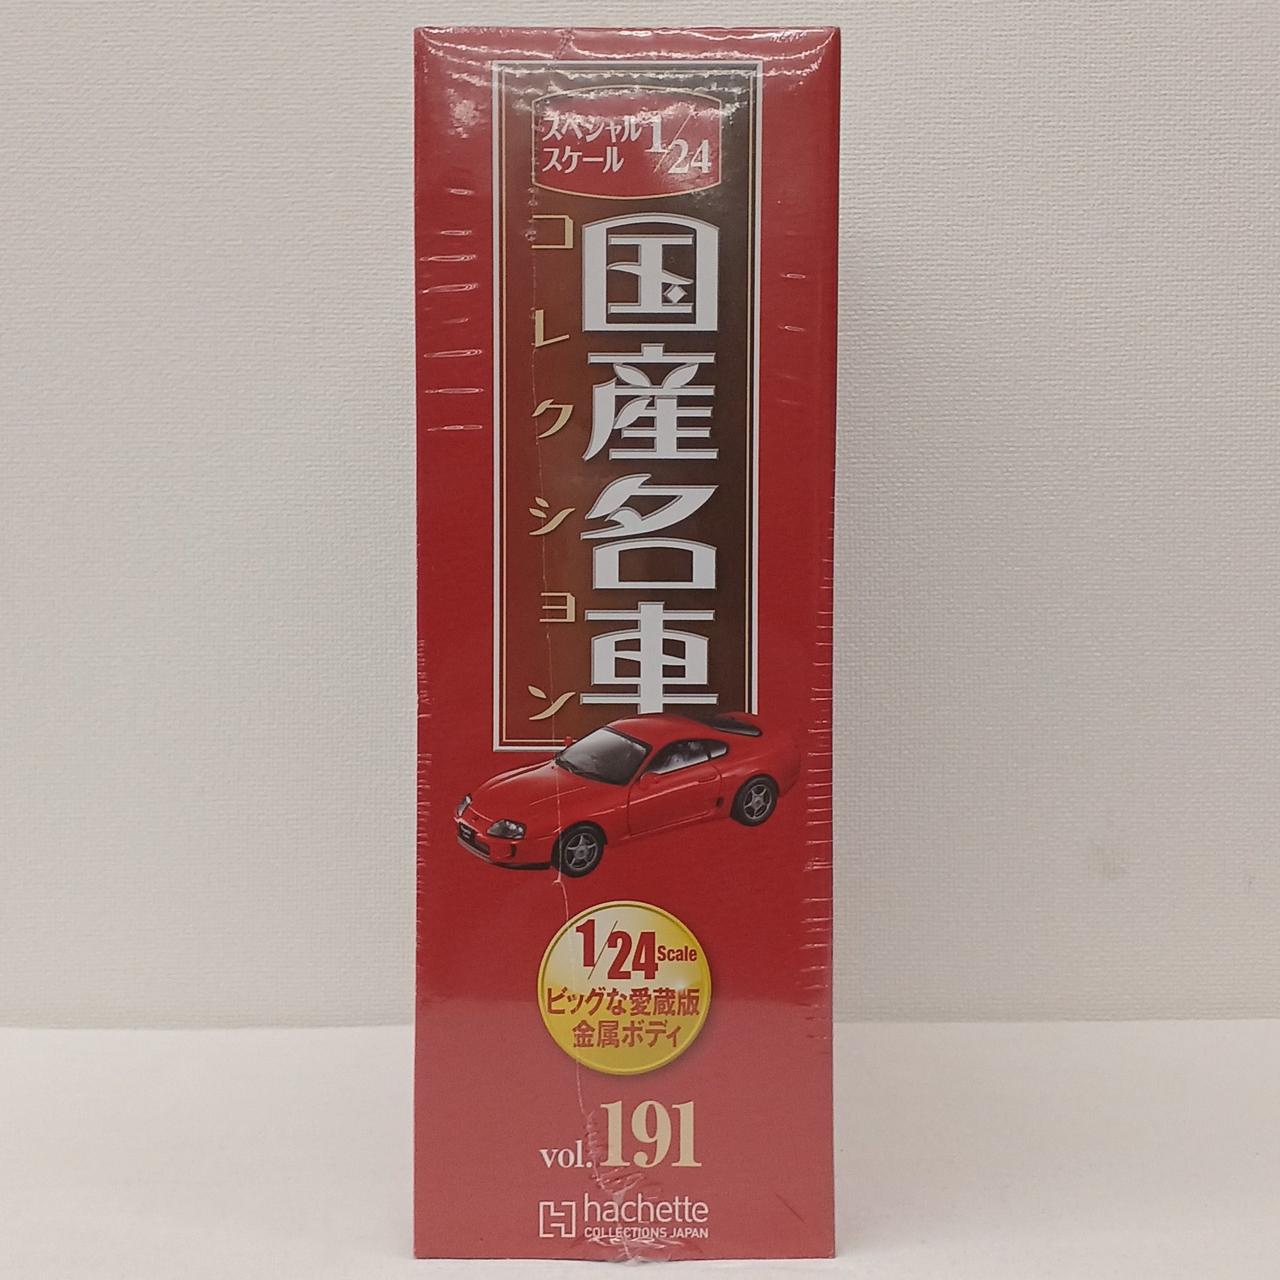 スペシャル
スケール
1/24
国産名車
コレクション
1/24 Scale
ビッグな愛蔵版
金属ボディ
vol.191
hachette
COLLECTIONS JAPAN